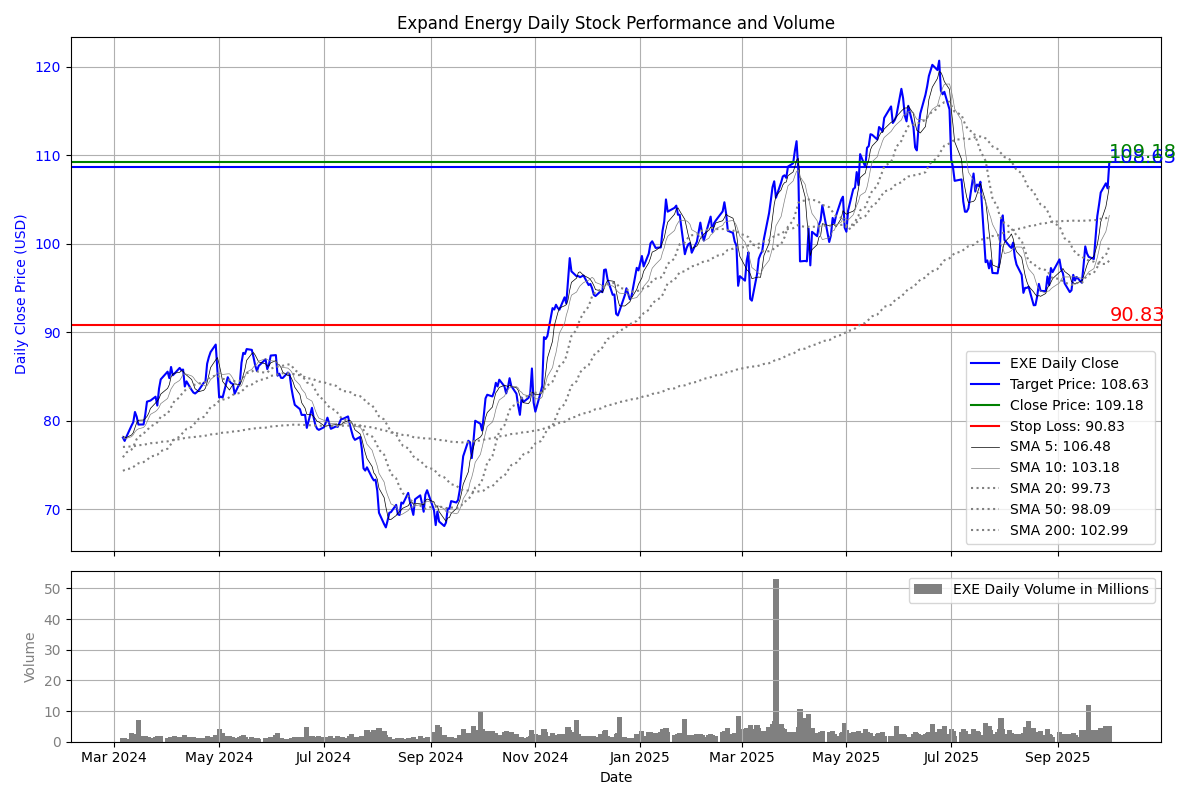 Expand Energy Daily Stock Performance and Volume
Daily Close Price (USD)
120
110
100
90
80
70
109.18
108.63
90.83
EXE Daily Close
Target Price: 108.63
Close Price: 109.18
Stop Loss: 90.83
SMA 5: 106.48
SMA 10: 103.18
SMA 20: 99.73
SMA 50: 98.09
SMA 200: 102.99
Volume
50
40
30
20
10
0
EXE Daily Volume in Millions
Mar 2024 May 2024 Jul 2024 Sep 2024 Nov 2024 Jan 2025 Mar 2025 May 2025 Jul 2025 Sep 2025
Date